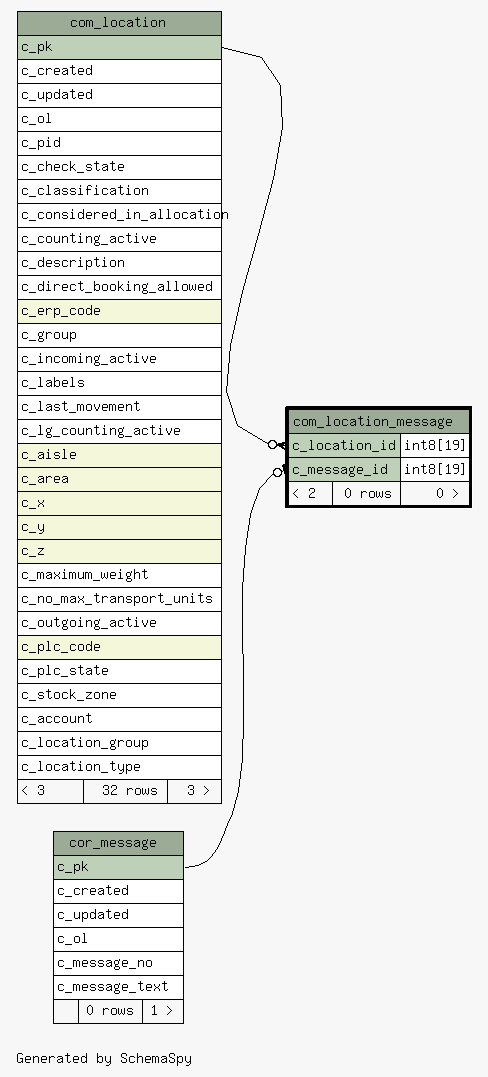 com_location
c_pk
c_created
c_updated
c_ol
c_pid
c_check_state
c_classification
c_considered_in_allocation
c_counting_active
c_description
c_direct_booking_allowed
c_erp_code
c_group
c_incoming_active
c_labels
c_last_movement
c_lg_counting_active
c_aisle
c_area
c_x
c_y
c_z
c_maximum_weight
c_no_max_transport_units
c_outgoing_active
c_plc_code
c_plc_state
c_stock_zone
c_account
c_location_group
c_location_type
< 3 32 rows 3 >
com_location_message
c_location_id int8[19]
c_message_id int8[19]
< 2 0 rows 0 >
cor_message
c_pk
c_created
c_updated
c_ol
c_message_no
c_message_text
0 rows 1 >
Generated by SchemaSpy